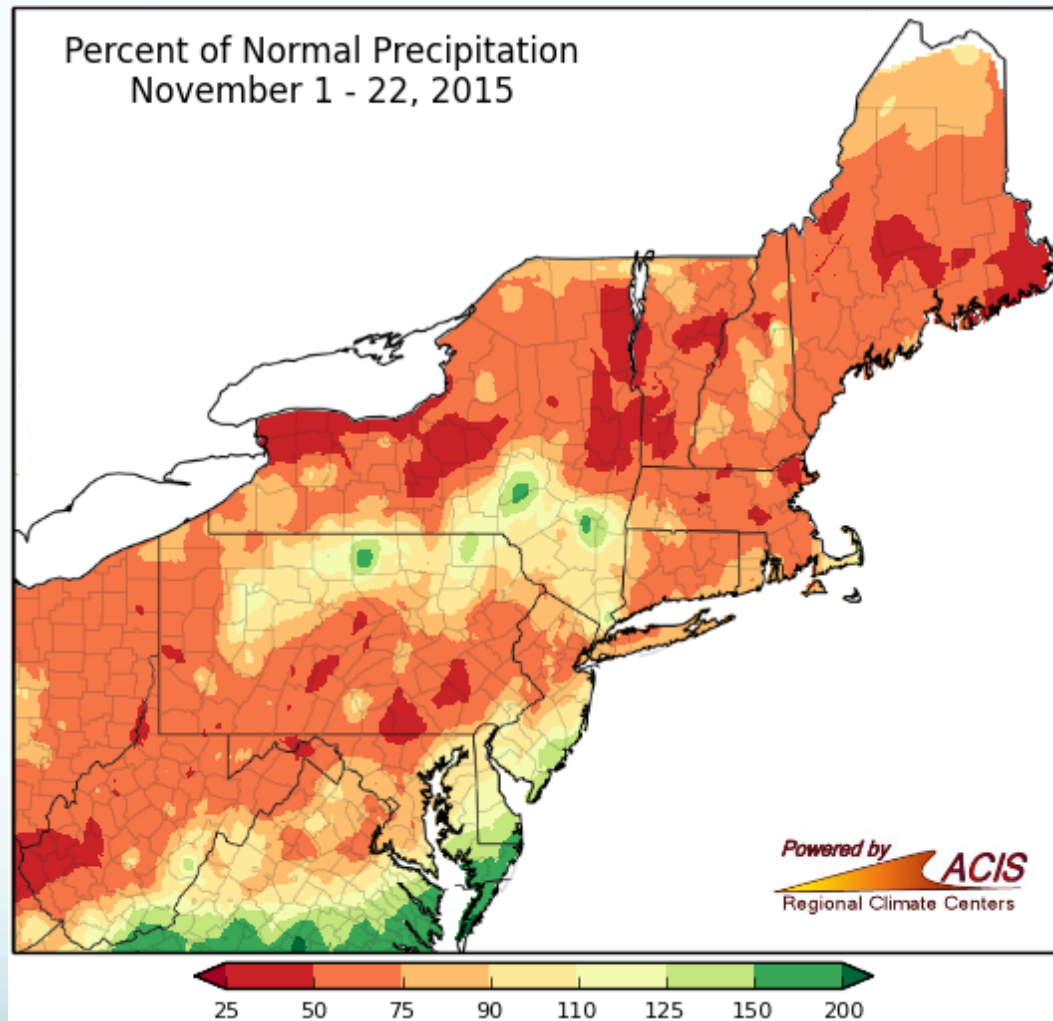 Percent of Normal Precipitation
November 1 - 22, 2015
Powered by
ACIS
Regional Climate Centers
25 50 75 90 110 125 150 200